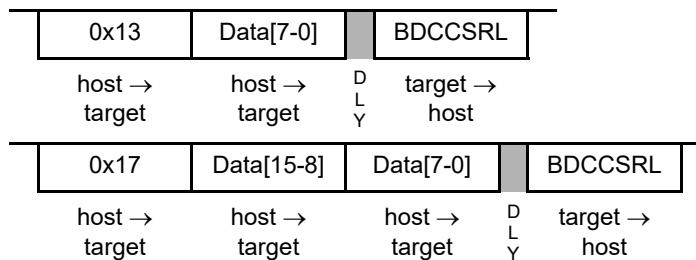 0x13 Data[7-0] BDCCSRL
host → host → D target →
target target L host
Y
0x17 Data[15-8] Data[7-0] BDCCSRL
host → host → host → D target →
target target target L host
Y